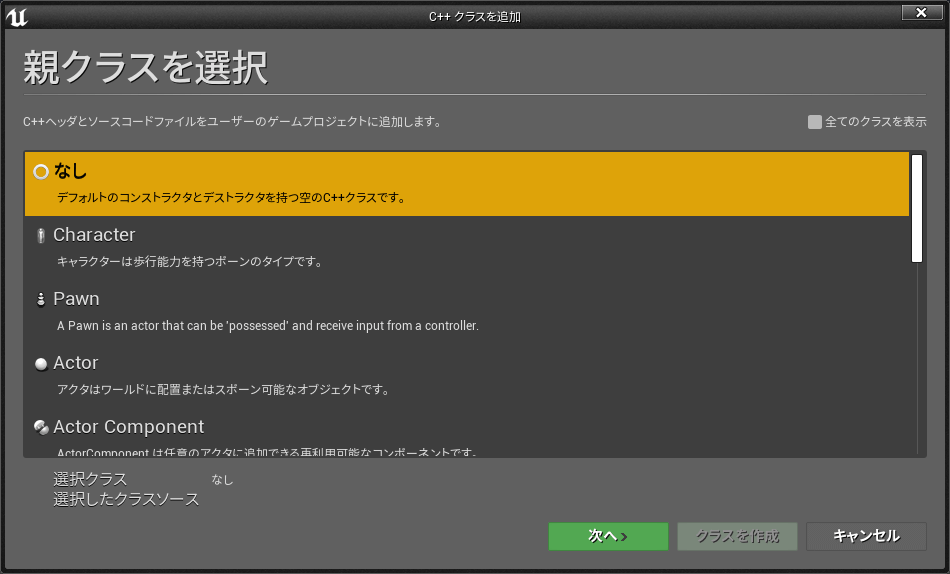 C++ クラスを追加
親クラスを選択
C++ヘッダとソースコードファイルをユーザーのゲームプロジェクトに追加します。
全てのクラスを表示
なし
デフォルトのコンストラクタとデストラクタを持つ空のC++クラスです。
Character
キャラクターは歩行能力を持つポーンのタイプです。
Pawn
A Pawn is an actor that can be 'possessed' and receive input from a controller.
Actor
アクタはワールドに配置またはスポーン可能なオブジェクトです。
Actor Component
ActorComponent は任意のアクタに追加できる再利用可能なコンポーネントです。
選択クラス なし
選択したクラスソース
次へ> クラスを作成 キャンセル